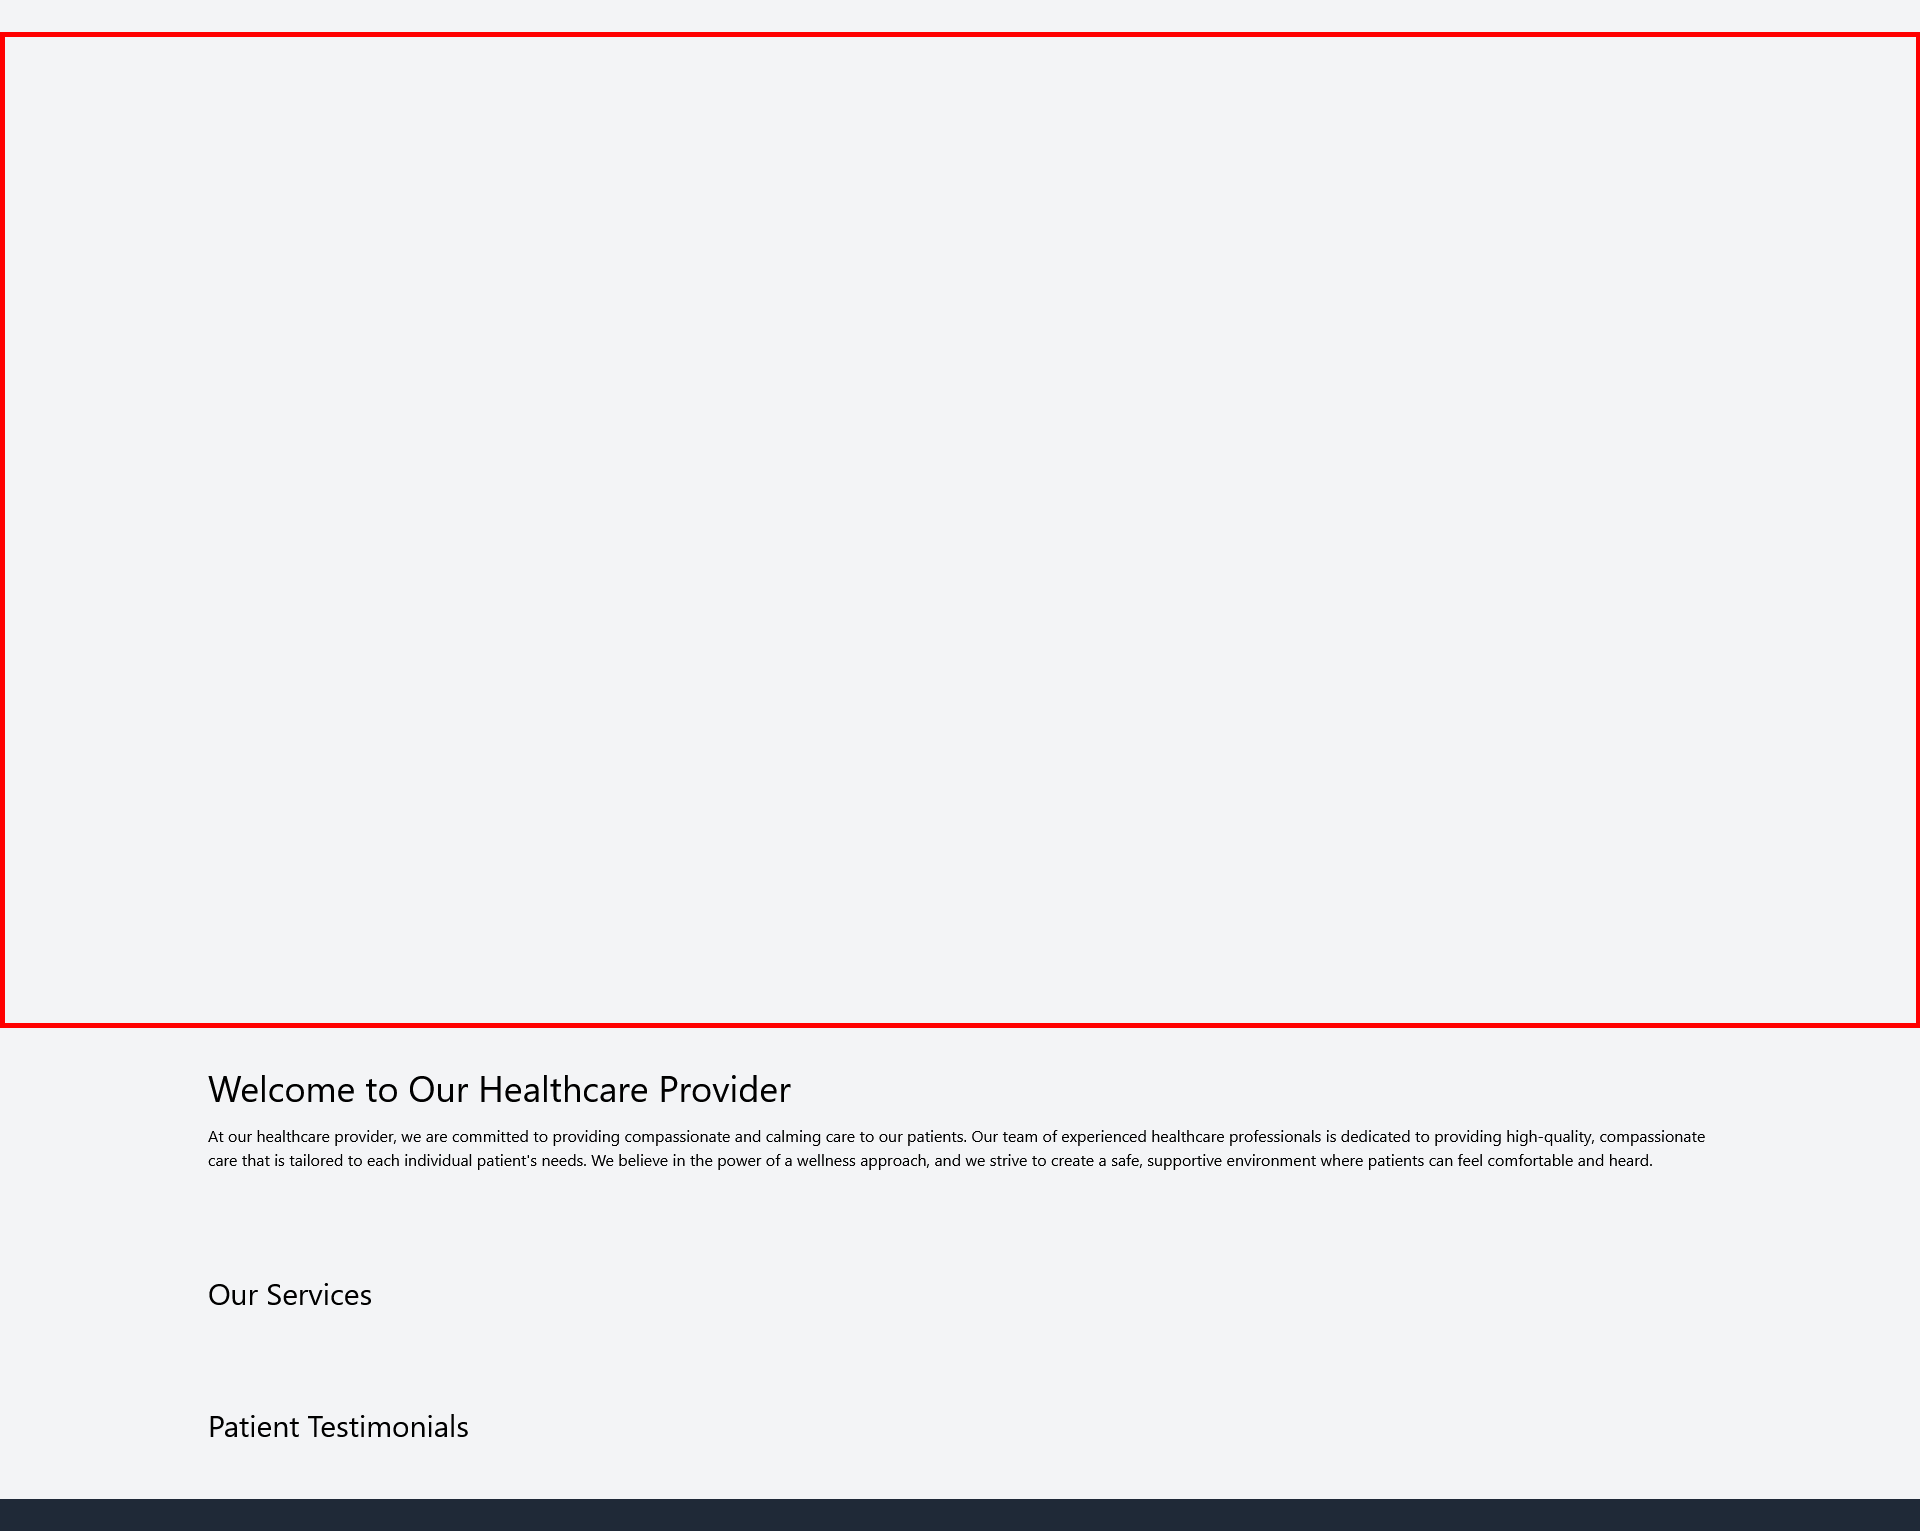 Welcome to Our Healthcare Provider
At our healthcare provider, we are committed to providing compassionate and calming care to our patients. Our team of experienced healthcare professionals is dedicated to providing high-quality, compassionate
care that is tailored to each individual patient's needs. We believe in the power of a wellness approach, and we strive to create a safe, supportive environment where patients can feel comfortable and heard.
Our Services
Patient Testimonials